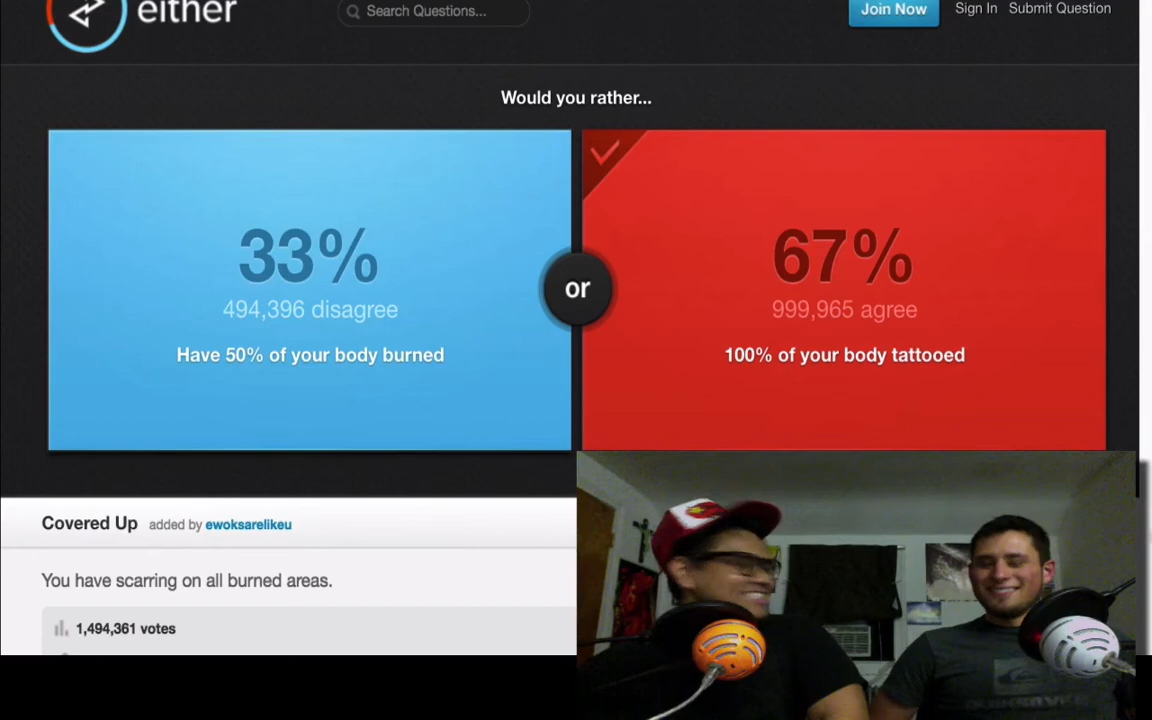 either
Search Questions...
Join Now
Sign In
Submit Question
Would you rather...
33%
494,396 disagree
Have 50% of your body burned
or
67%
999,965 agree
100% of your body tattooed
Covered Up added by ewoksarelikeu
You have scarring on all burned areas.
1,494,361 votes